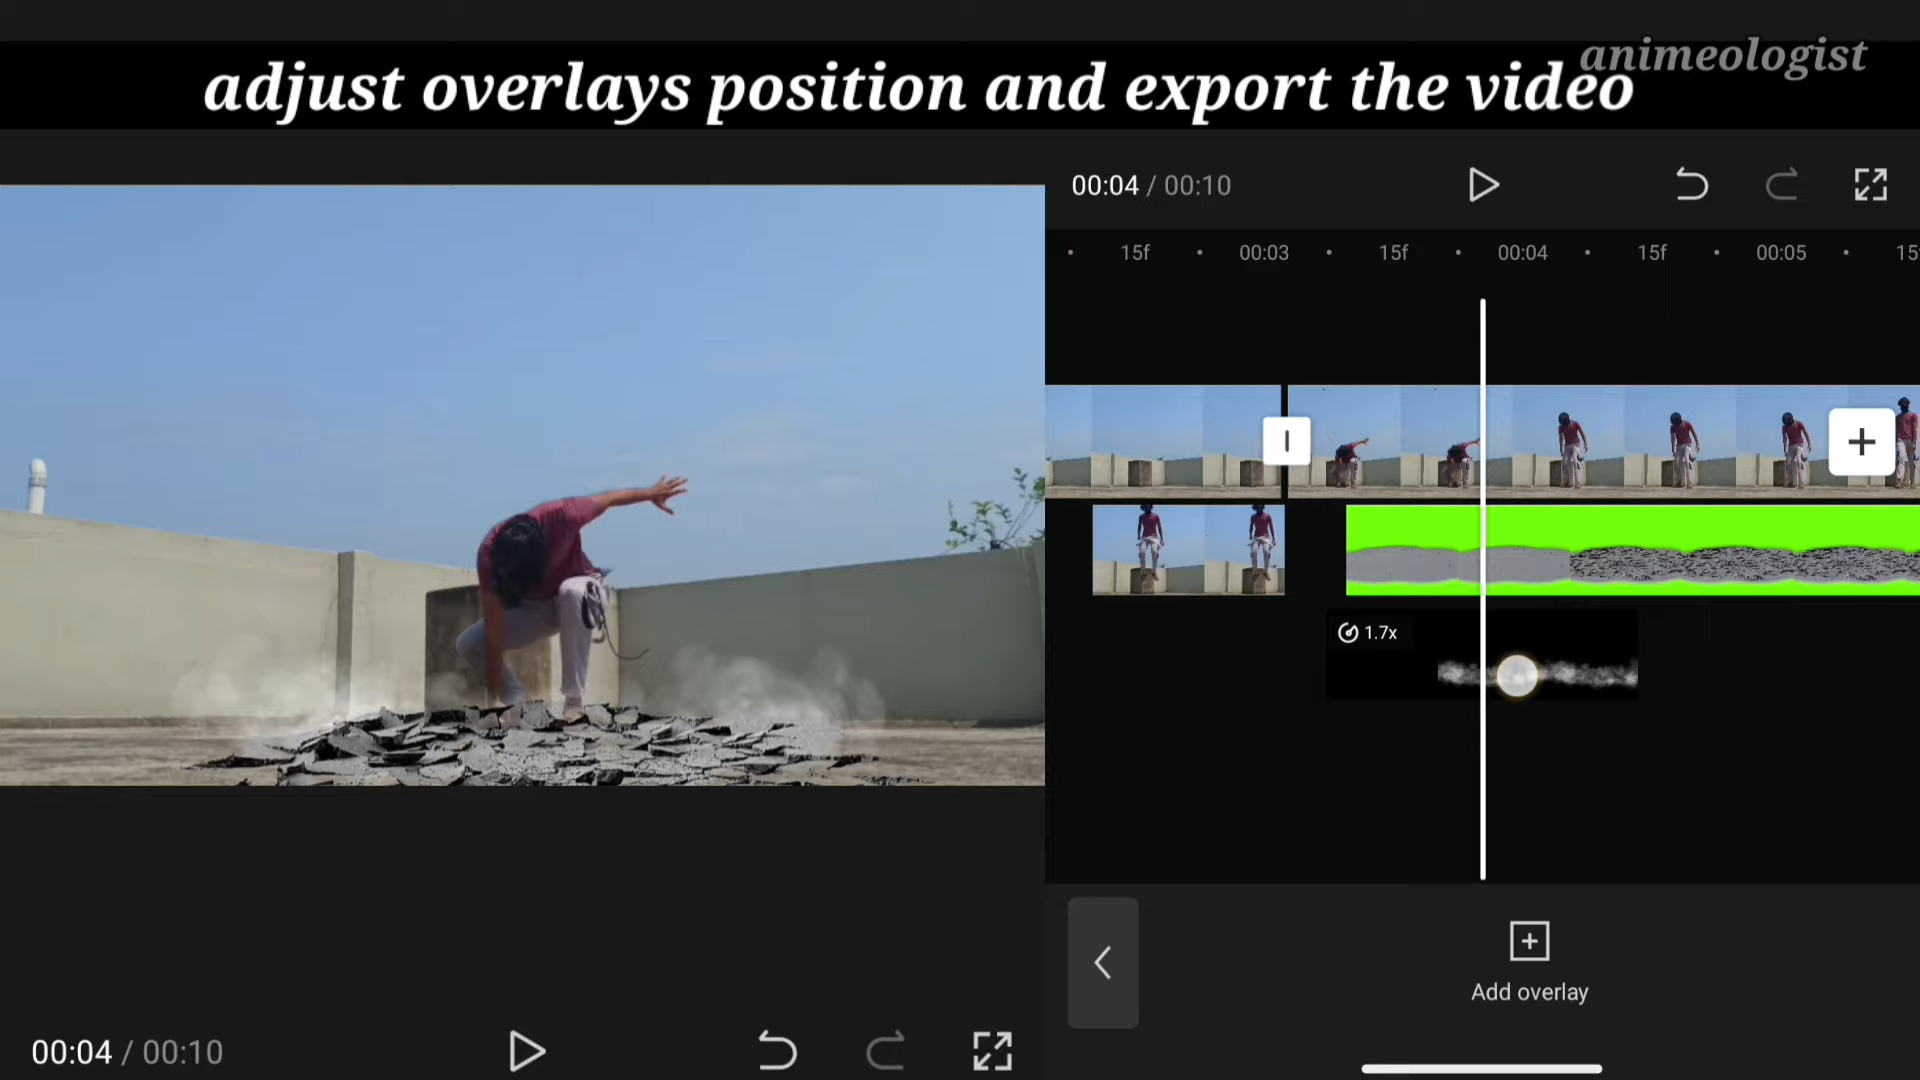 animeologist
adjust overlays position and export the video
00:04 / 00:10
15f 00:03 15f 00:04 15f 00:05 15
1.7x
Add overlay
00:04 / 00:10